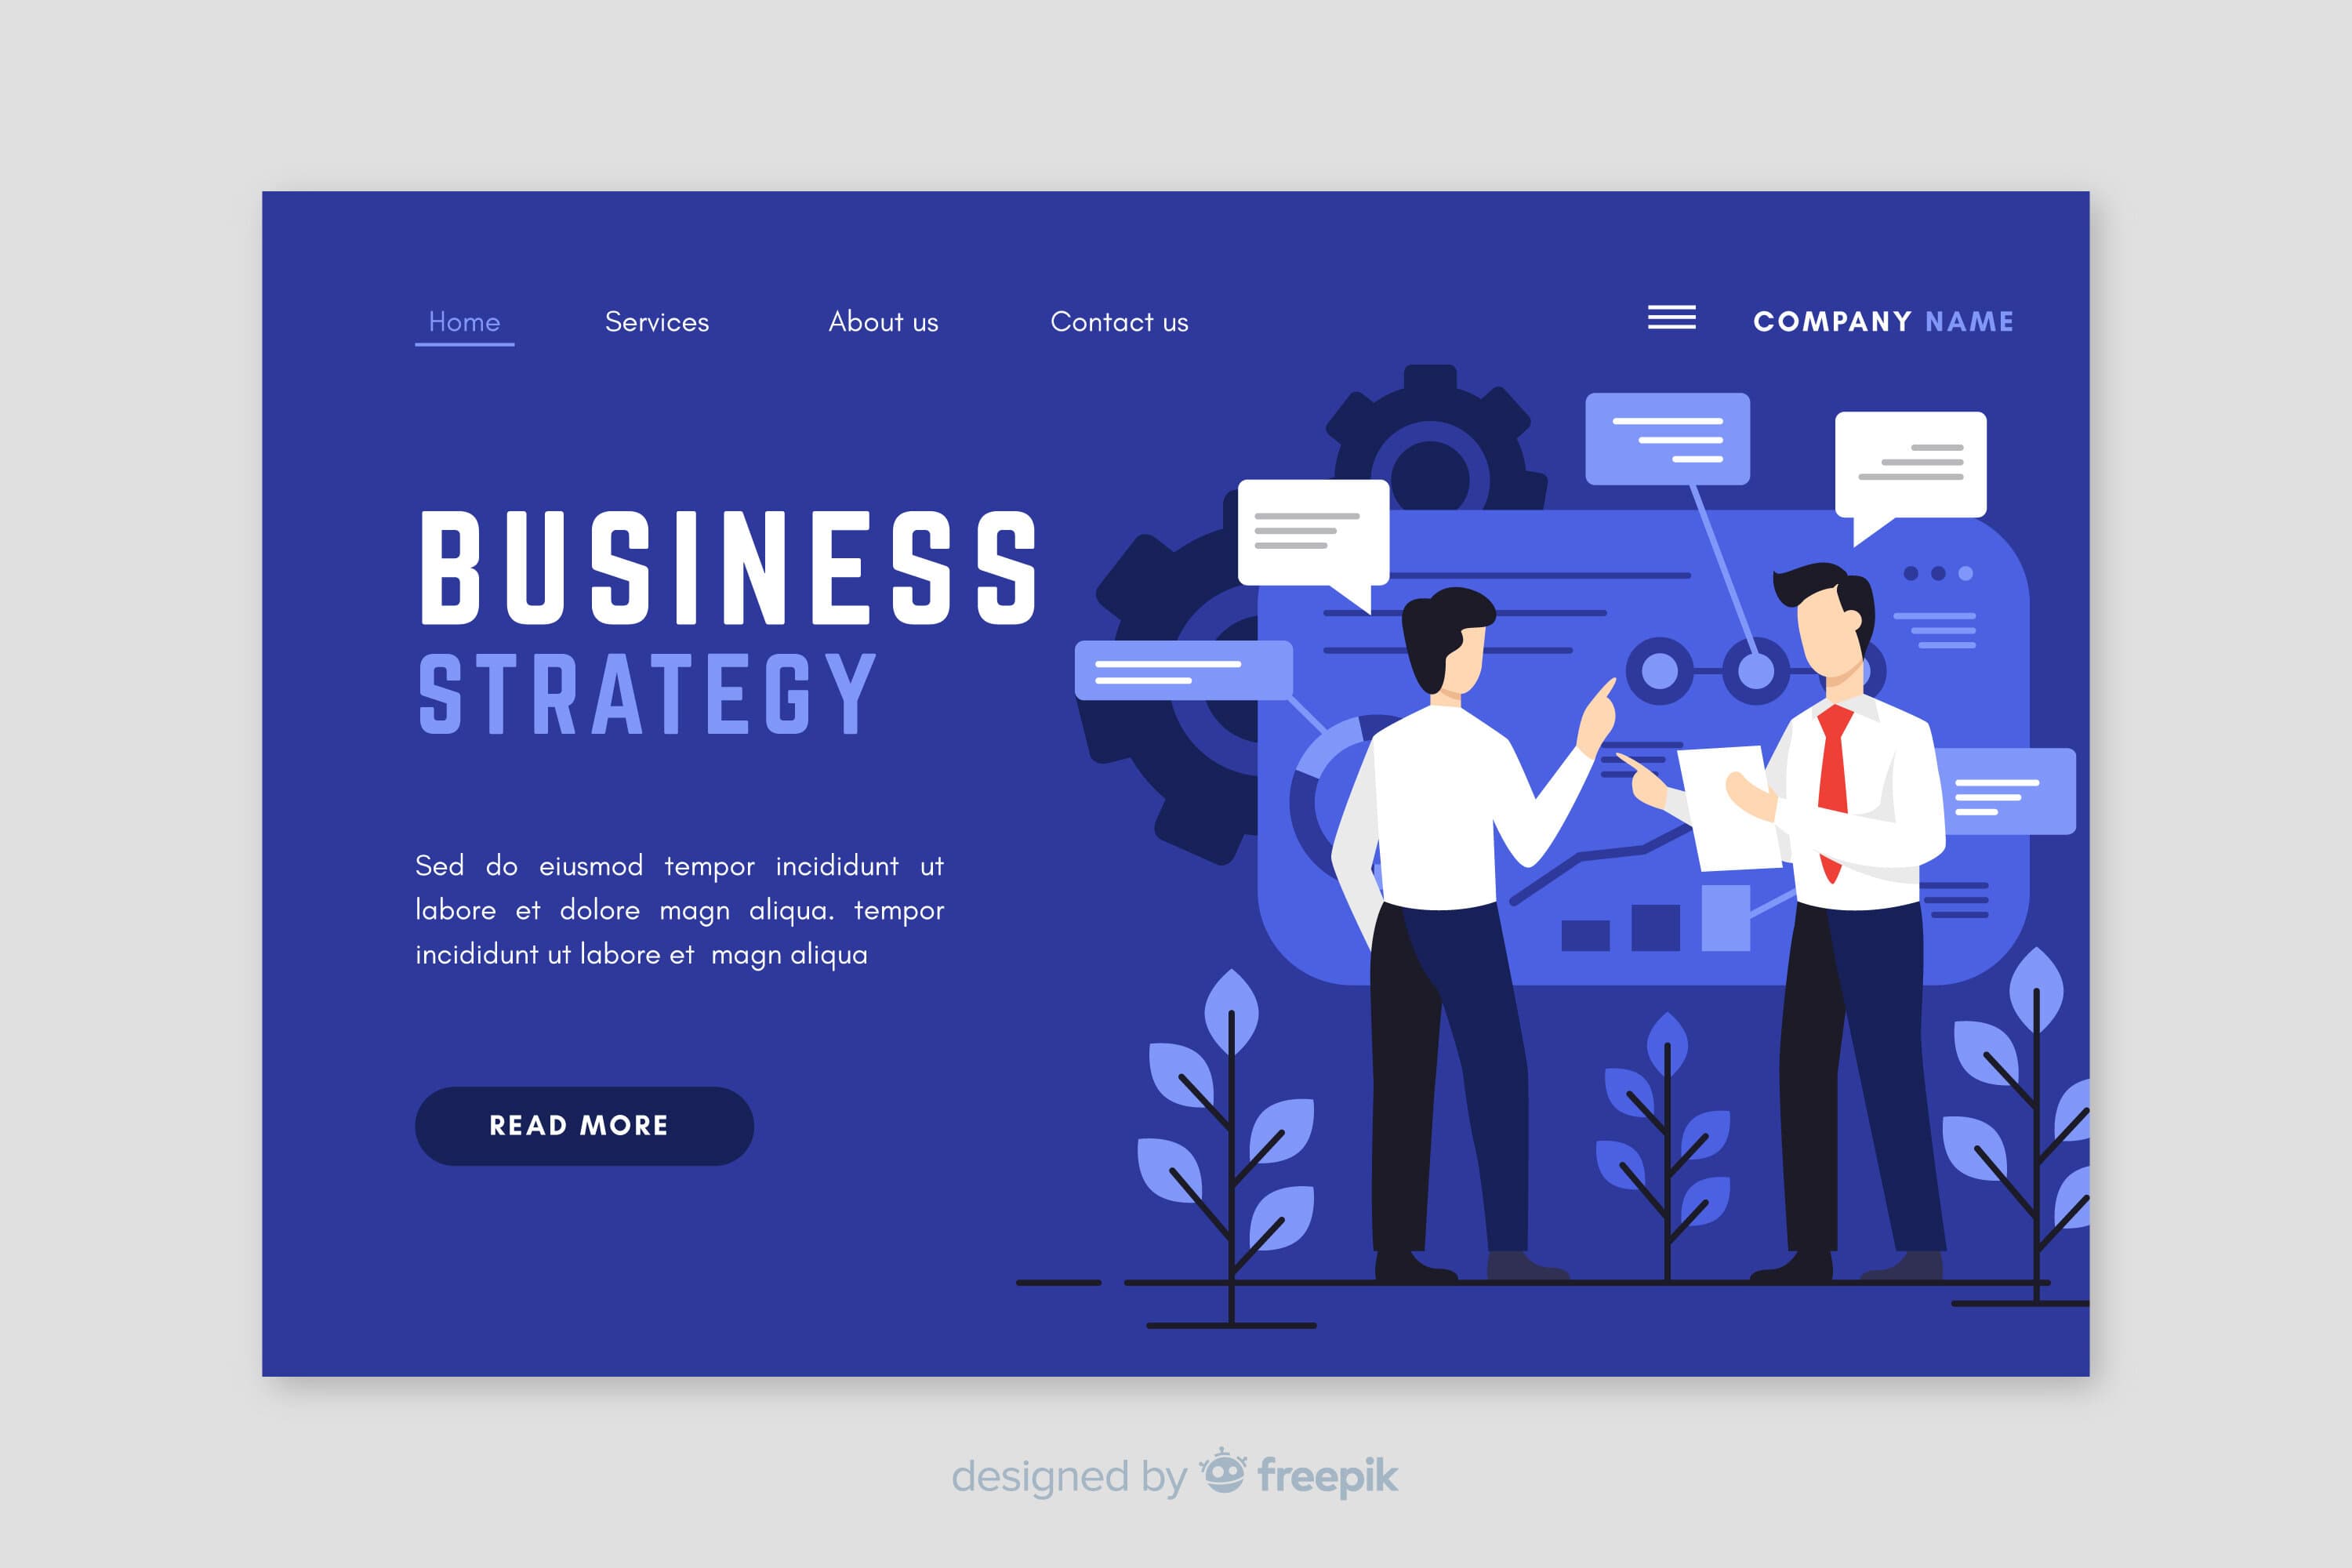 Home Services About us Contact us COMPANY NAME
BUSINESS
STRATEGY
Sed do eiusmod tempor incididunt ut
labore et dolore magn aliqua. tempor
incididunt ut labore et magn aliqua
READ MORE
designed by freepik